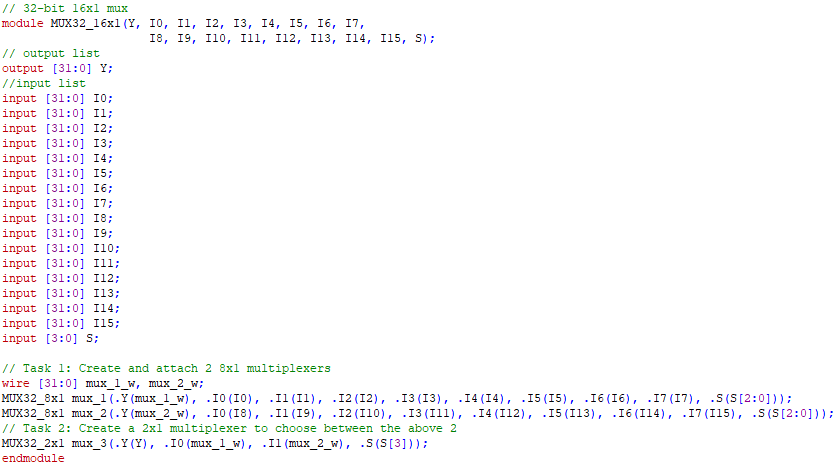 // 32-bit 16x1 mux
module MUX32_16x1(Y, I0, I1, I2, I3, I4, I5, I6, I7,
I8, I9, I10, I11, I12, I13, I14, I15, S);
// output list
output [31:0] Y;
//input list
input [31:0] I0;
input [31:0] I1;
input [31:0] I2;
input [31:0] I3;
input [31:0] I4;
input [31:0] I5;
input [31:0] I6;
input [31:0] I7;
input [31:0] I8;
input [31:0] I9;
input [31:0] I10;
input [31:0] I11;
input [31:0] I12;
input [31:0] I13;
input [31:0] I14;
input [31:0] I15;
input [3:0] S;
// Task 1: Create and attach 2 8x1 multiplexers
wire [31:0] mux_1_w, mux_2_w;
MUX32_8x1 mux_1(.Y(mux_1_w), .I0(I0), .I1(I1), .I2(I2), .I3(I3), .I4(I4), .I5(I5), .I6(I6), .I7(I7), .S(S[2:0]));
MUX32_8x1 mux_2(.Y(mux_2_w), .I0(I8), .I1(I9), .I2(I10), .I3(I11), .I4(I12), .I5(I13), .I6(I14), .I7(I15), .S(S[2:0]));
// Task 2: Create a 2x1 multiplexer to choose between the above 2
MUX32_2x1 mux_3(.Y(Y), .I0(mux_1_w), .I1(mux_2_w), .S(S[3]));
endmodule